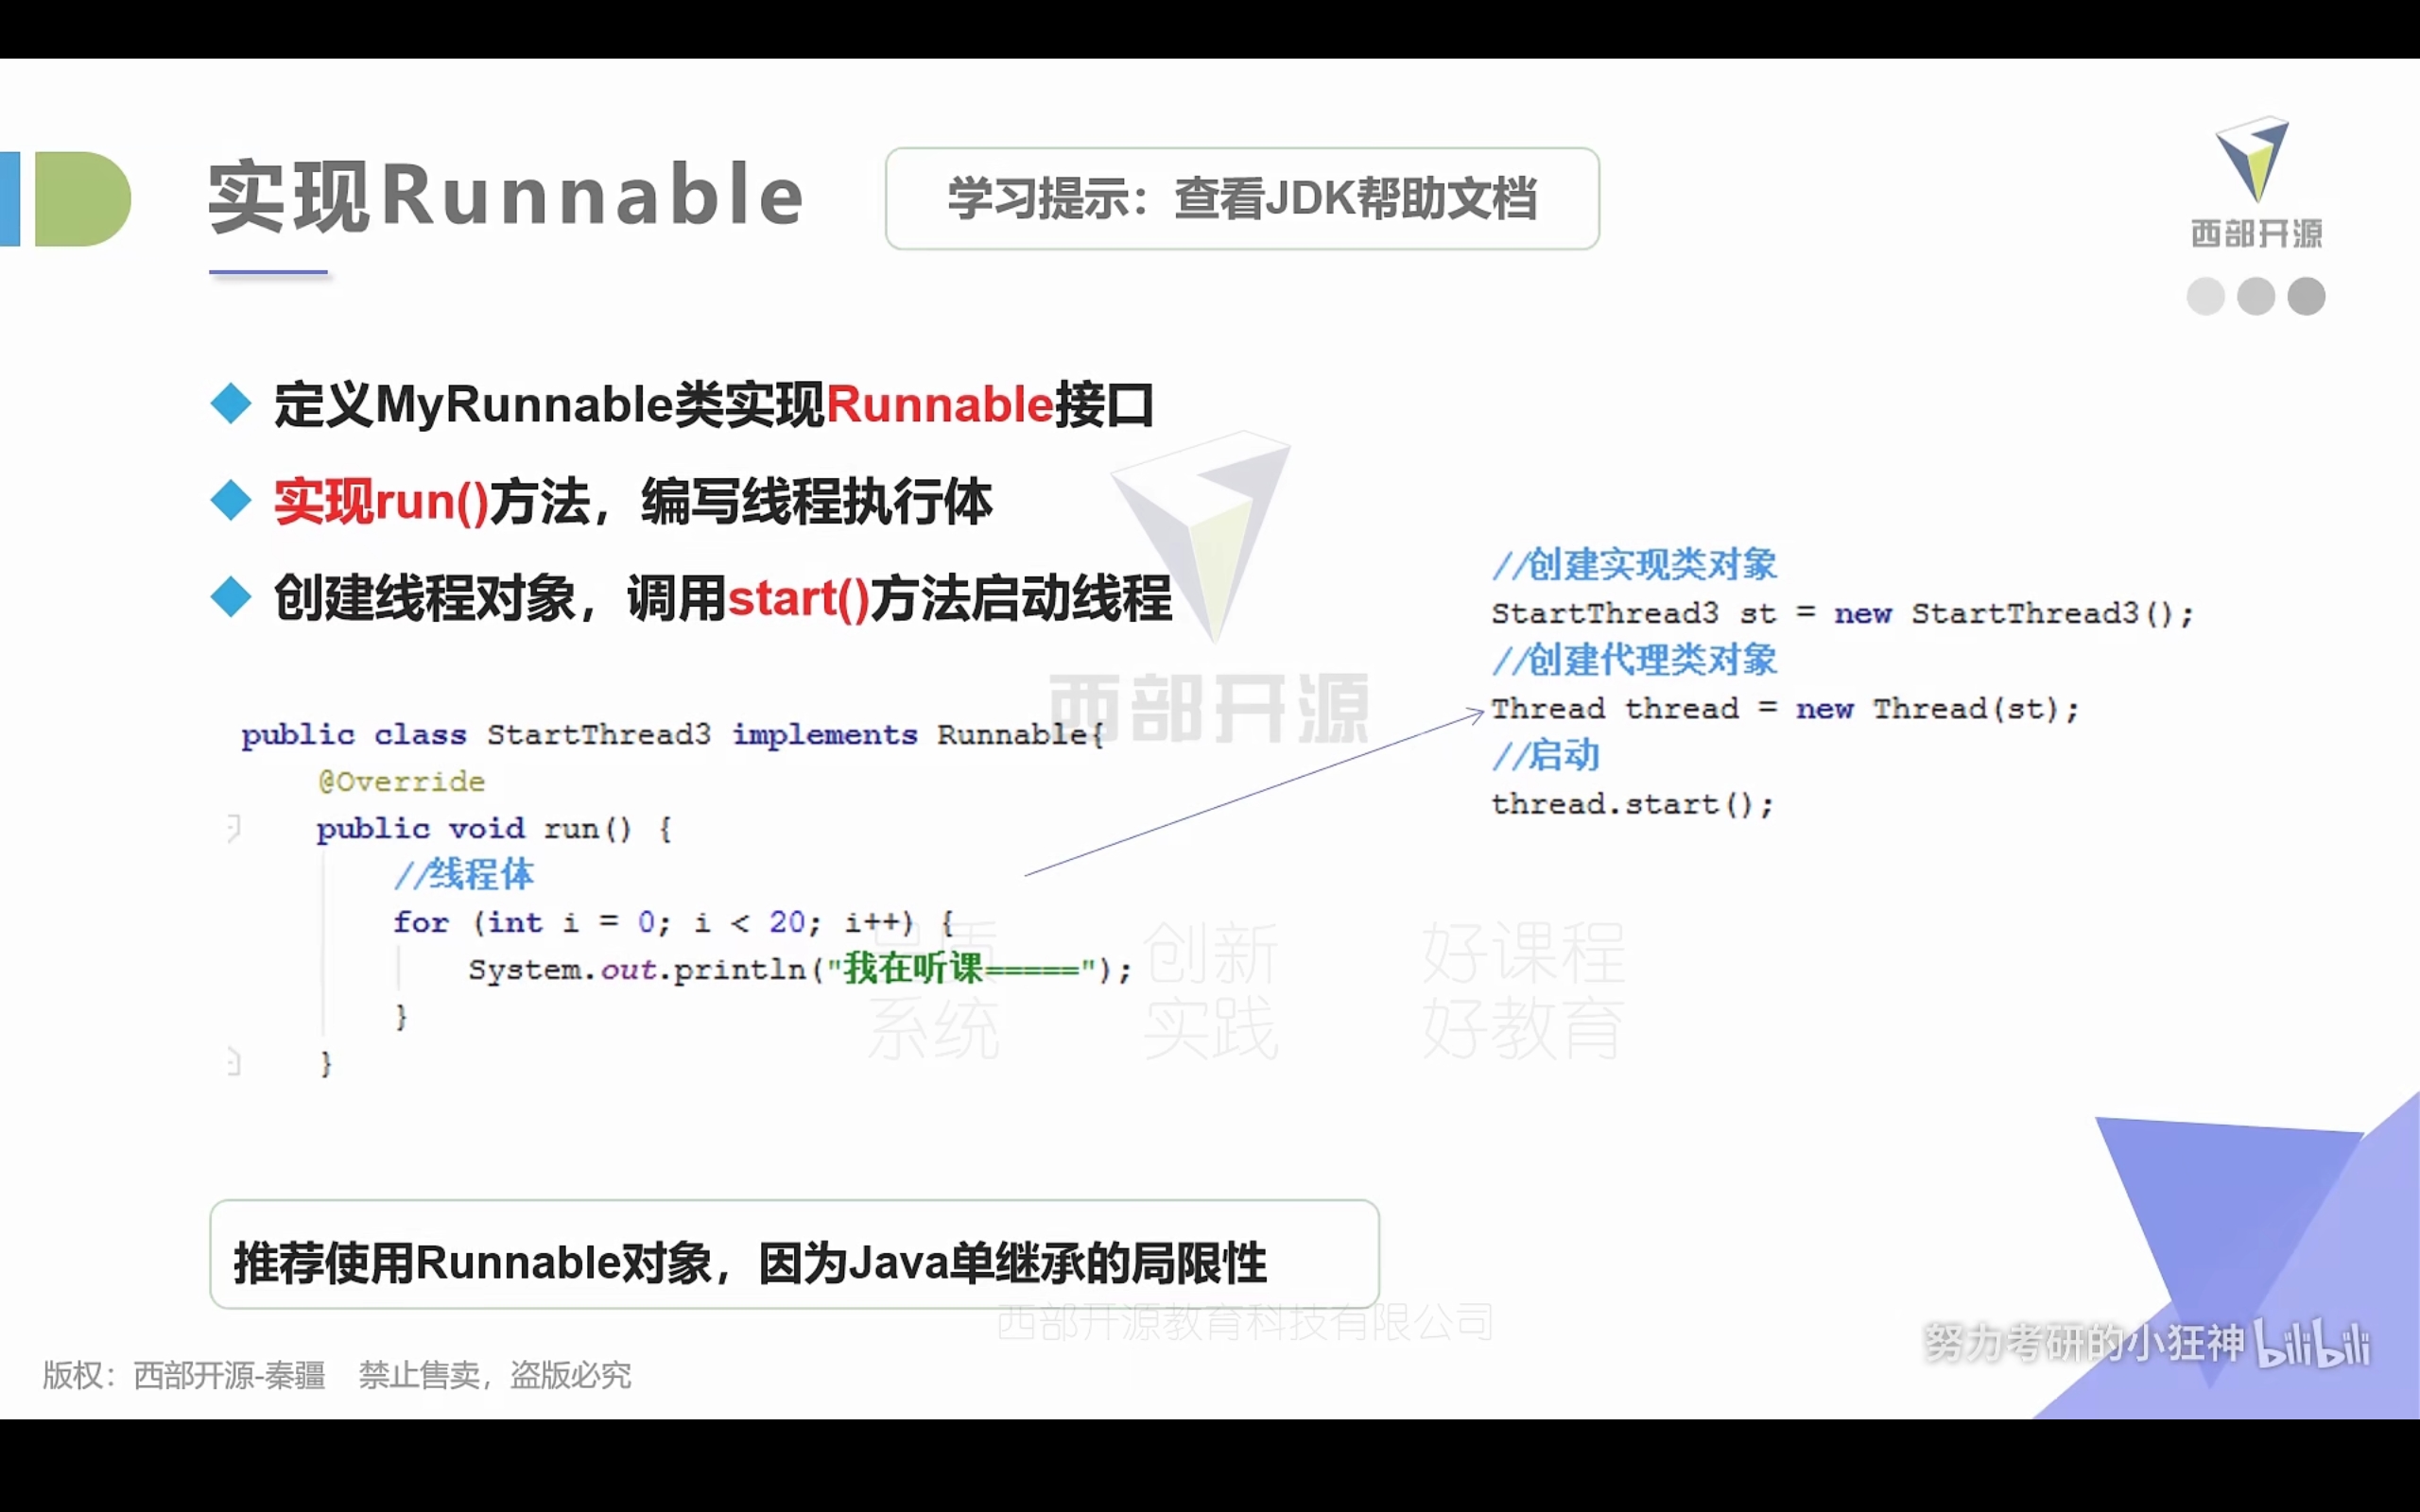 实现Runnable
学习提示：查看JDK帮助文档
西部开源
定义MyRunnable类实现Runnable接口
实现run()方法，编写线程执行体
创建线程对象，调用start()方法启动线程
西部开源
public class StartThread3 implements Runnable{
@Override
public void run() {
//线程体
for (int i = 0; i < 20; i++) {
System.out.println("我在听课=====");
}
}
//创建实现类对象
StartThread3 st = new StartThread3();
//创建代理类对象
Thread thread = new Thread(st);
//启动
thread.start();
品质 创新 好课程
系统 实践 好教育
推荐使用Runnable对象，因为Java单继承的局限性
西部开源教育科技有限公司
努力考研的小狂神 bilibili
版权：西部开源-秦疆 禁止售卖，盗版必究